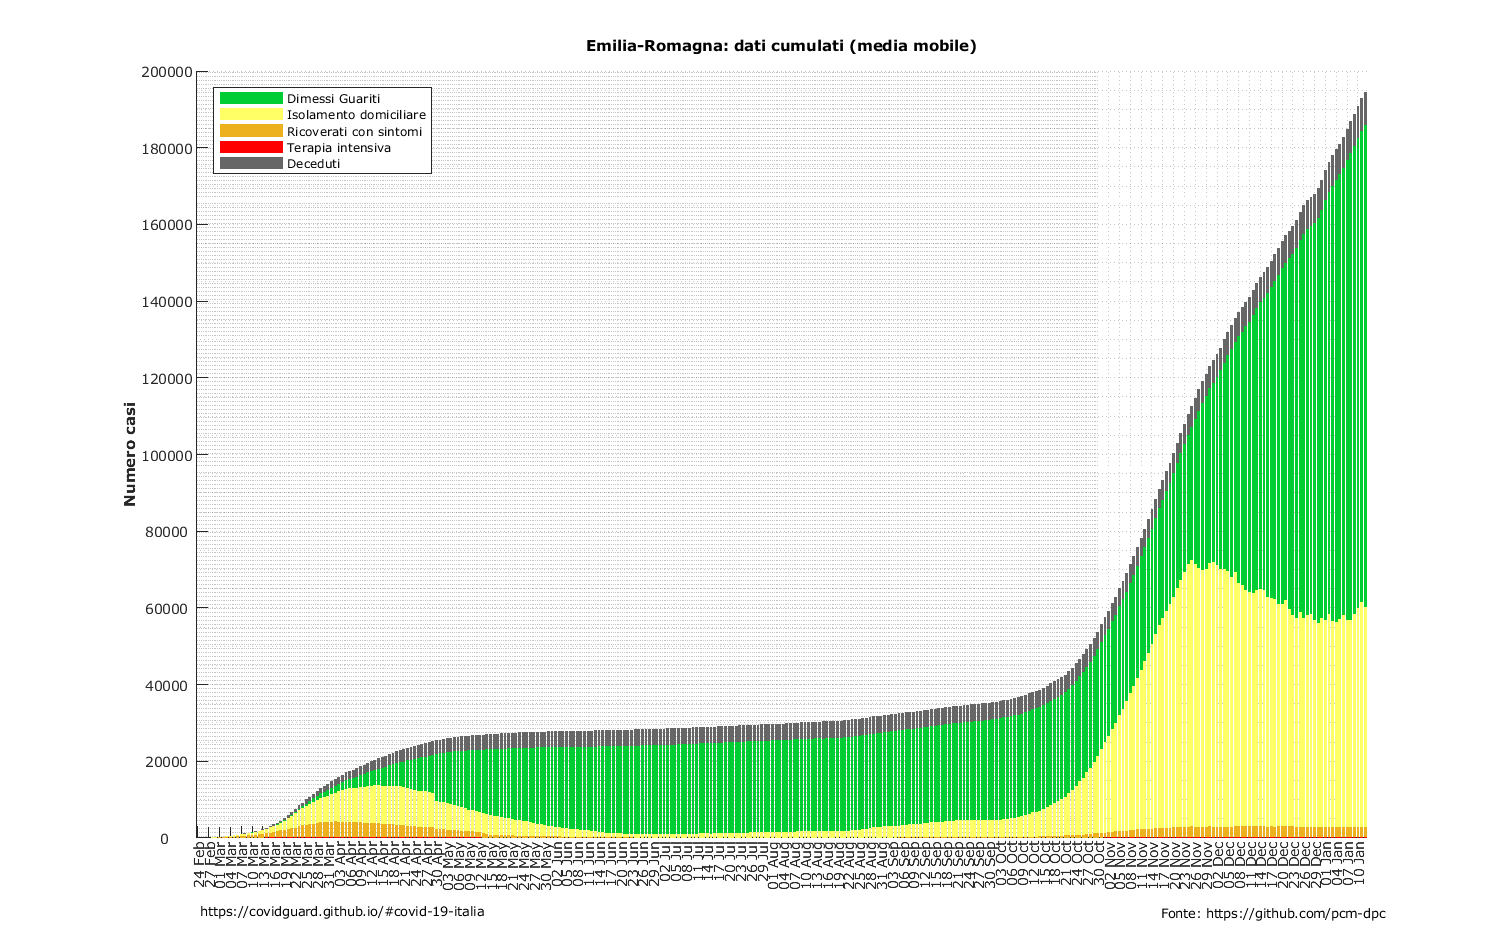 Emilia-Romagna: dati cumulati (media mobile)
200000
180000
160000
140000
120000
100000
80000
60000
40000
20000
0
Numero casi
Dimessi Guariti
Isolamento domiciliare
Ricoverati con sintomi
Terapia intensiva
Deceduti
24 Feb
27 Feb
01 Mar
04 Mar
07 Mar
10 Mar
13 Mar
16 Mar
19 Mar
22 Mar
25 Mar
28 Mar
31 Mar
03 Apr
06 Apr
09 Apr
12 Apr
15 Apr
18 Apr
21 Apr
24 Apr
27 Apr
30 Apr
03 May
06 May
09 May
12 May
15 May
18 May
21 May
24 May
27 May
30 May
02 Jun
05 Jun
08 Jun
11 Jun
14 Jun
17 Jun
20 Jun
23 Jun
26 Jun
29 Jun
02 Jul
05 Jul
08 Jul
11 Jul
14 Jul
17 Jul
20 Jul
23 Jul
26 Jul
29 Jul
01 Aug
04 Aug
07 Aug
10 Aug
13 Aug
16 Aug
19 Aug
22 Aug
25 Aug
28 Aug
31 Aug
03 Sep
06 Sep
09 Sep
12 Sep
15 Sep
18 Sep
21 Sep
24 Sep
27 Sep
30 Sep
03 Oct
06 Oct
09 Oct
12 Oct
15 Oct
18 Oct
21 Oct
24 Oct
27 Oct
30 Oct
02 Nov
05 Nov
08 Nov
11 Nov
14 Nov
17 Nov
20 Nov
23 Nov
26 Nov
29 Nov
02 Dec
05 Dec
08 Dec
11 Dec
14 Dec
17 Dec
20 Dec
23 Dec
26 Dec
29 Dec
01 Jan
04 Jan
07 Jan
10 Jan
https://covidguard.github.io/#covid-19-italia
Fonte: https://github.com/pcm-dpc